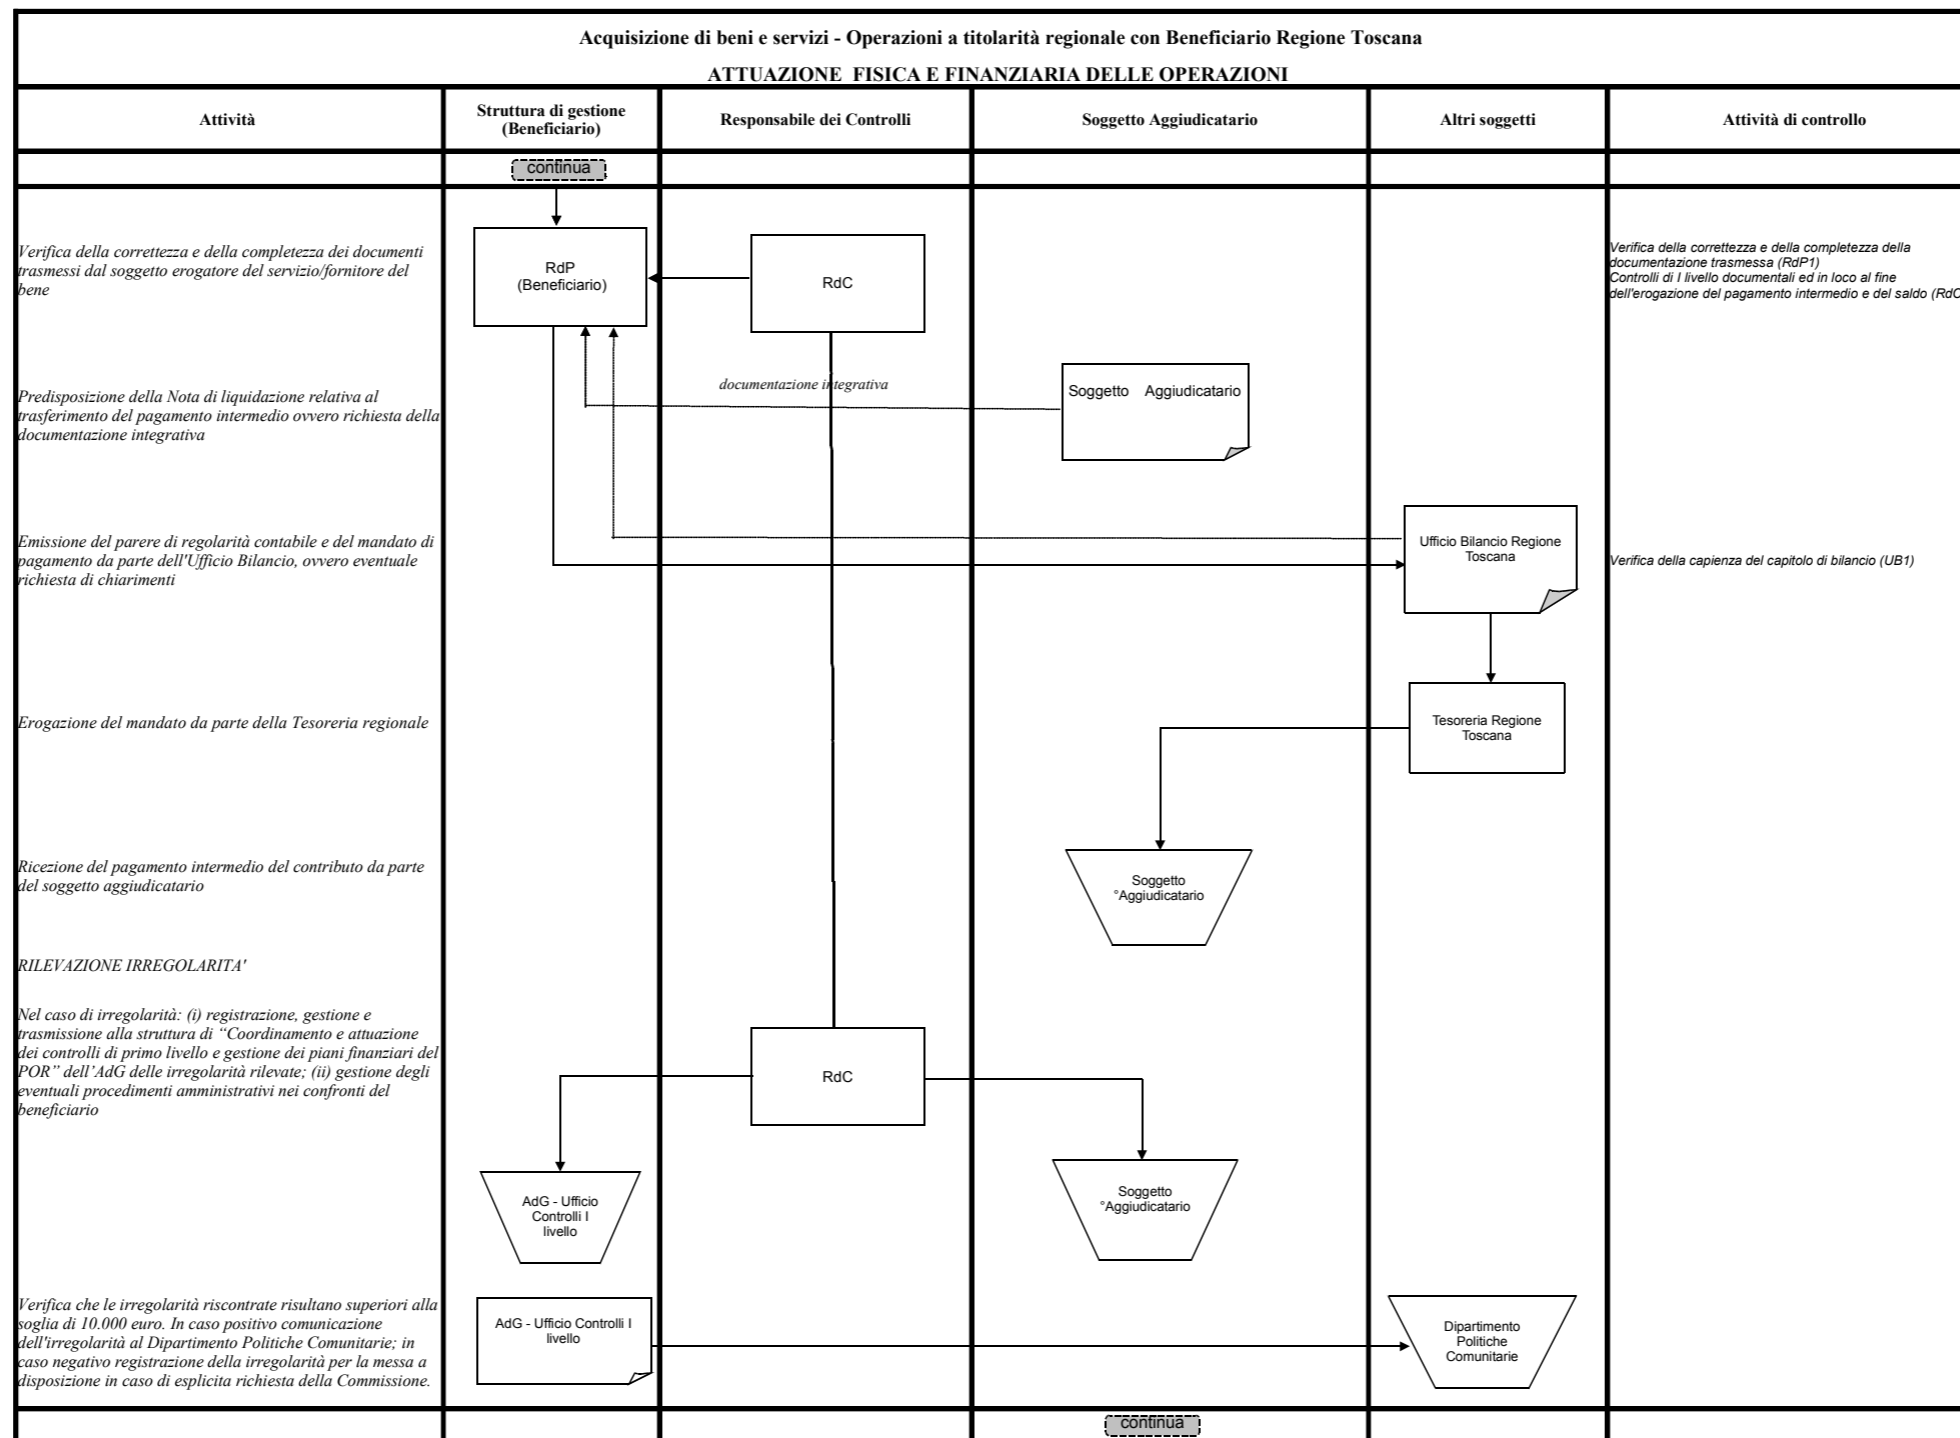 Acquisizione di beni e servizi - Operazioni a titolarità regionale con Beneficiario Regione Toscana
ATTUAZIONE FISICA E FINANZIARIA DELLE OPERAZIONI
Attività
Struttura di gestione
(Beneficiario)
Responsabile dei Controlli
Soggetto Aggiudicatario
Altri soggetti
Attività di controllo
continua
Verifica della correttezza e della completezza dei documenti
trasmessi dal soggetto erogatore del servizio/fornitore del
bene
RdP
(Beneficiario)
RdC
Verifica della correttezza e della completezza della
documentazione trasmessa (RdP1)
Controlli di I livello documentali ed in loco al fine
dell'erogazione del pagamento intermedio e del saldo (RdC
Predisposizione della Nota di liquidazione relativa al
trasferimento del pagamento intermedio ovvero richiesta della
documentazione integrativa
documentazione integrativa
Soggetto Aggiudicatario
Emissione del parere di regolarità contabile e del mandato di
pagamento da parte dell'Ufficio Bilancio, ovvero eventuale
richiesta di chiarimenti
Ufficio Bilancio Regione
Toscana
Verifica della capienza del capitolo di bilancio (UB1)
Erogazione del mandato da parte della Tesoreria regionale
Tesoreria Regione
Toscana
Ricezione del pagamento intermedio del contributo da parte
del soggetto aggiudicatario
Soggetto
°Aggiudicatario
RILEVAZIONE IRREGOLARITA'
Nel caso di irregolarità: (i) registrazione, gestione e
trasmissione alla struttura di “Coordinamento e attuazione
dei controlli di primo livello e gestione dei piani finanziari del
POR” dell’AdG delle irregolarità rilevate; (ii) gestione degli
eventuali procedimenti amministrativi nei confronti del
beneficiario
RdC
AdG - Ufficio
Controlli I
livello
Soggetto
°Aggiudicatario
Verifica che le irregolarità riscontrate risultano superiori alla
soglia di 10.000 euro. In caso positivo comunicazione
dell'irregolarità al Dipartimento Politiche Comunitarie; in
caso negativo registrazione della irregolarità per la messa a
disposizione in caso di esplicita richiesta della Commissione.
AdG - Ufficio Controlli I
livello
Dipartimento
Politiche
Comunitarie
continua